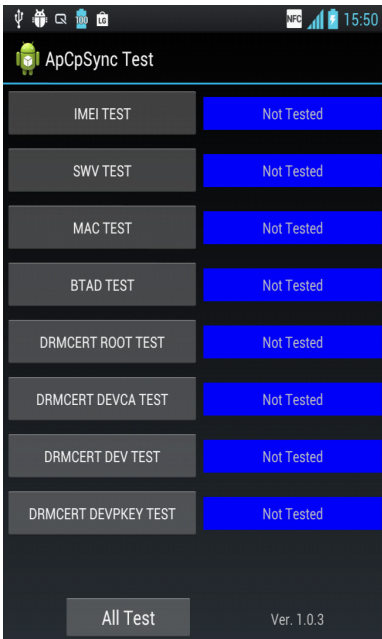 LG
NFC
15:50
ApCpSync Test
IMEI TEST
Not Tested
SWV TEST
Not Tested
MAC TEST
Not Tested
BTAD TEST
Not Tested
DRMCERT ROOT TEST
Not Tested
DRMCERT DEVCA TEST
Not Tested
DRMCERT DEV TEST
Not Tested
DRMCERT DEVPKEY TEST
Not Tested
All Test
Ver. 1.0.3